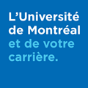 L'Université
de Montréal
et de votre
carrière.